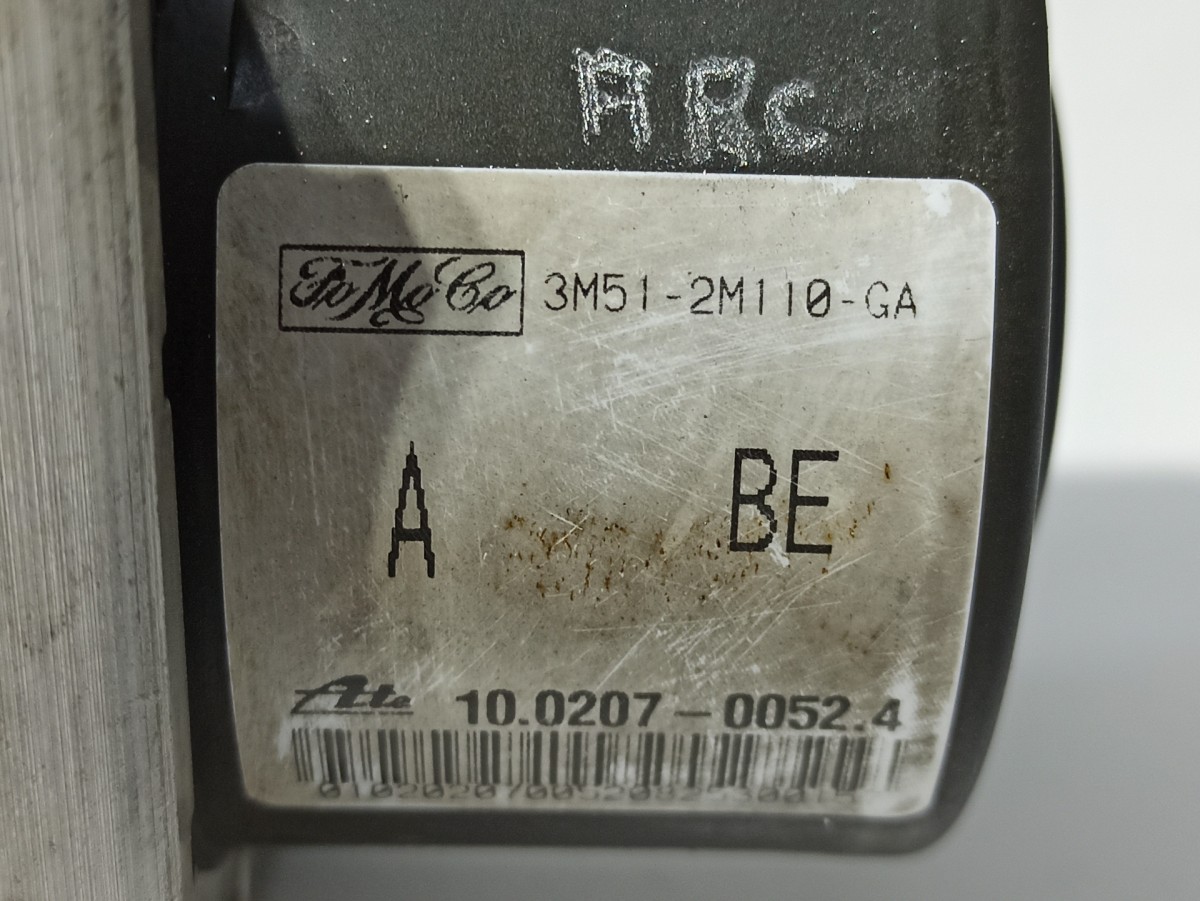 ARc
FoMoCo 3M51-2M110-GA
A BE
Ate 10.0207-0052.4